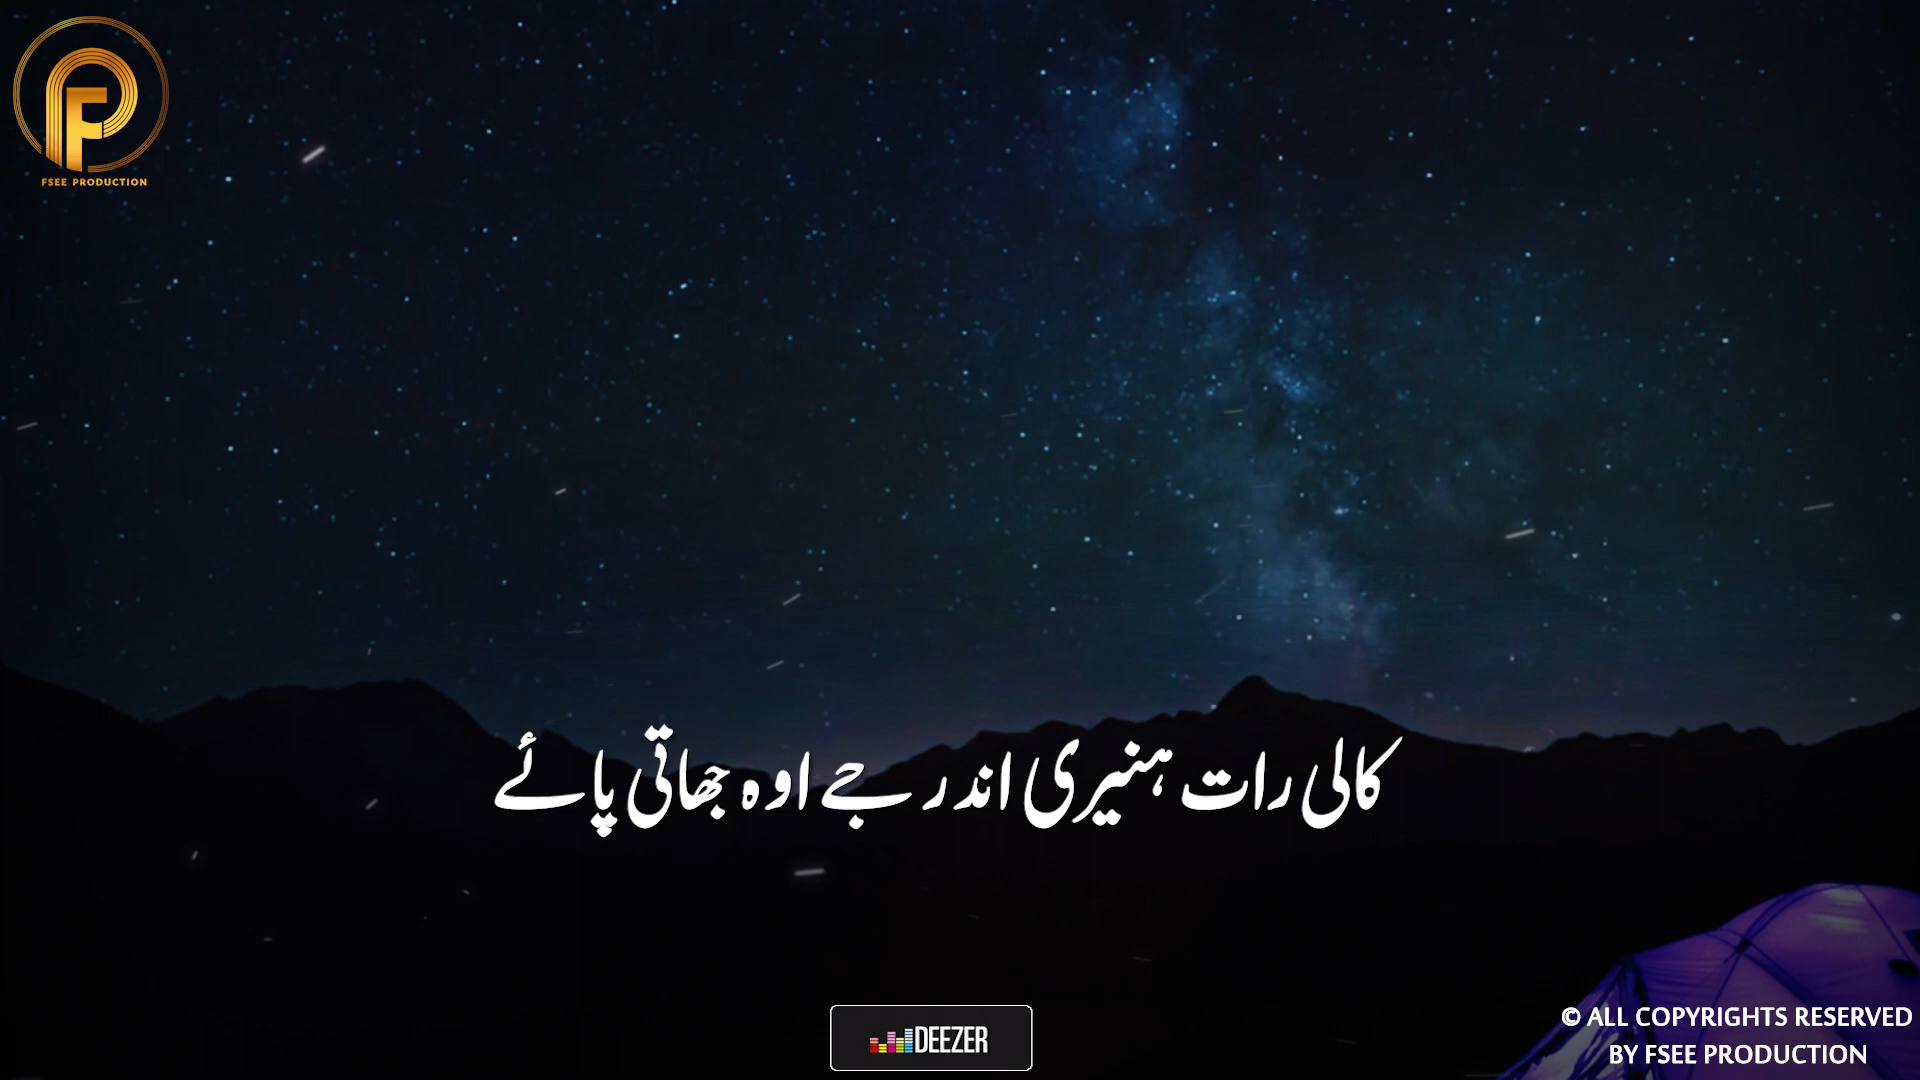 FSEE PRODUCTION
کالی رات ہنیری اندر جے اوہ جھاتی پائے
DEEZER
© ALL COPYRIGHTS RESERVED
BY FSEE PRODUCTION